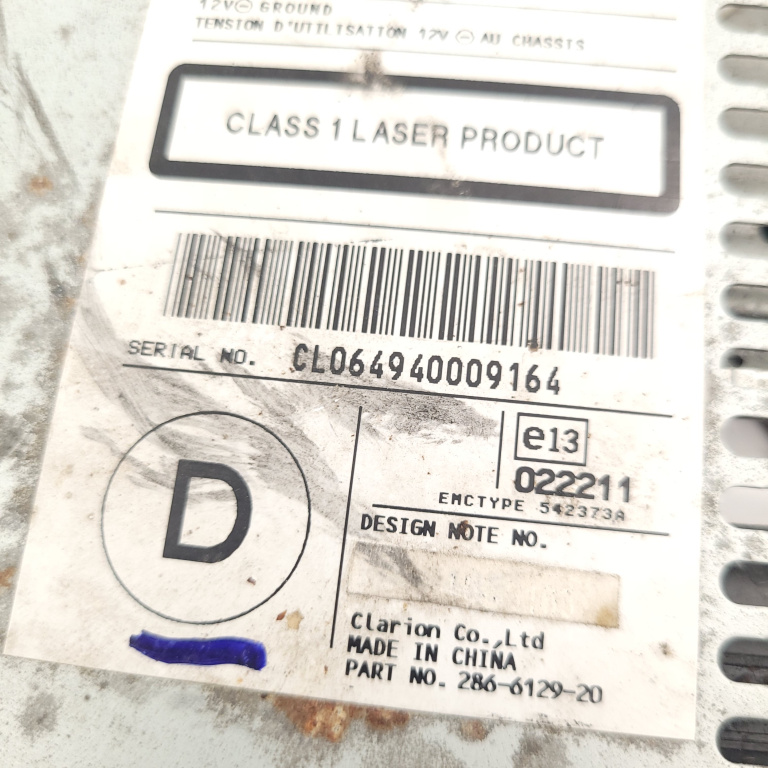 12V⊖ GROUND
TENSION D'UTILISATION 12V ⊖ AU CHASSIS
CLASS 1 LASER PRODUCT
SERIAL NO. CL064940009164
D
e13
022211
EMCTYPE 542373A
DESIGN NOTE NO.
Clarion Co.,Ltd
MADE IN CHINA
PART NO. 286-6129-20